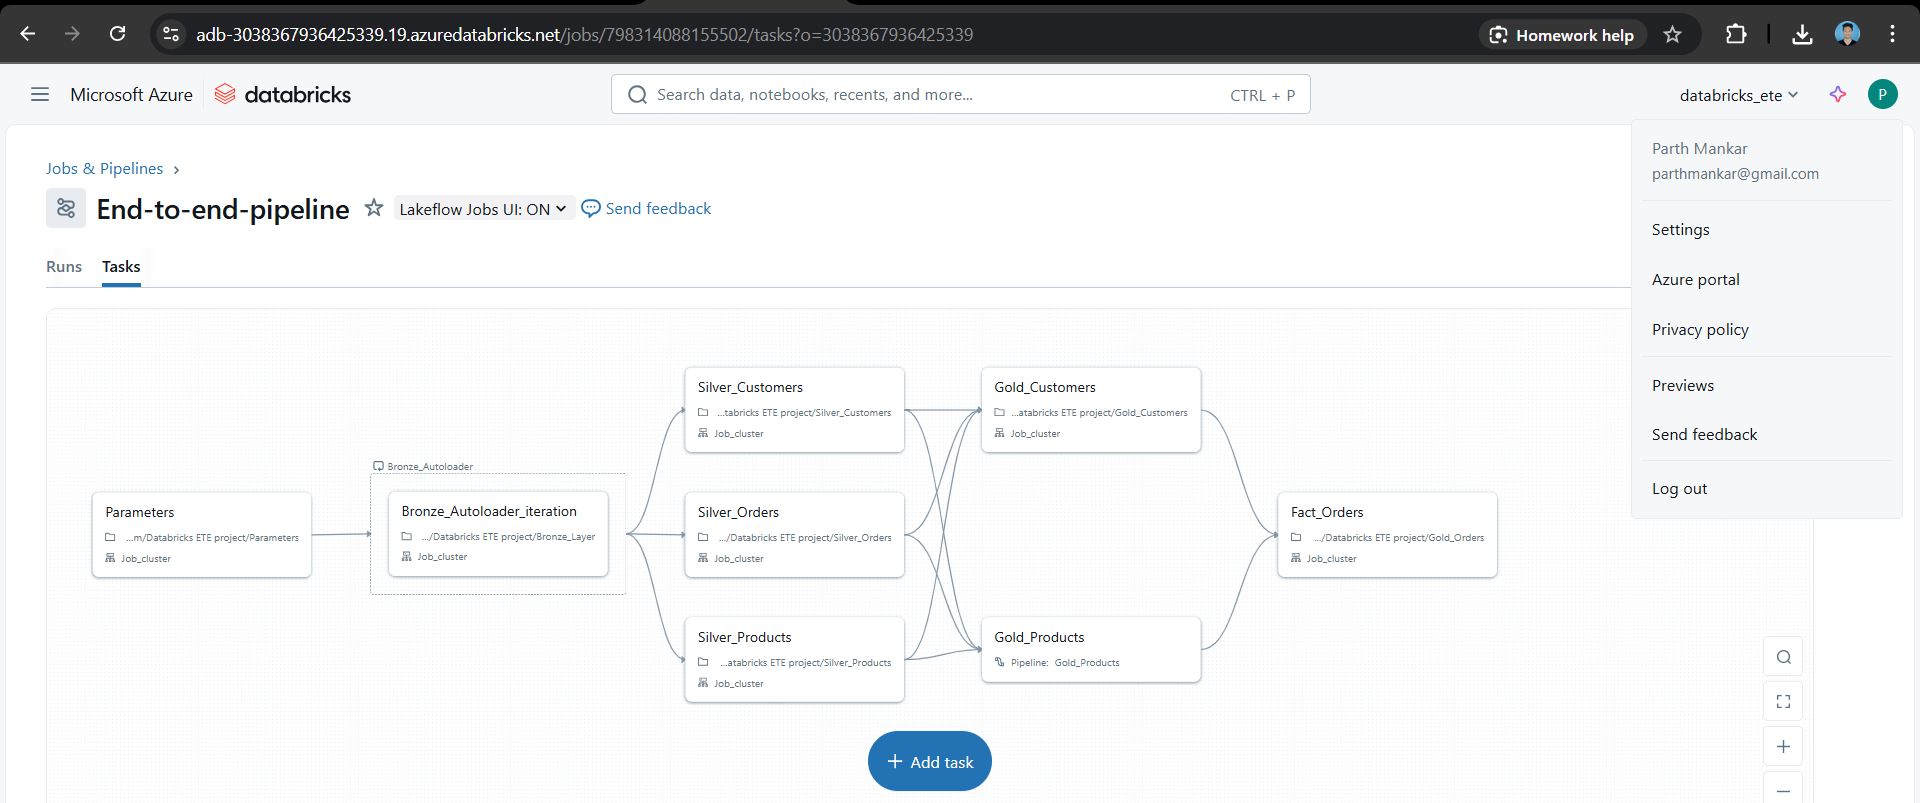 adb-3038367936425339.19.azuredatabricks.net/jobs/798314088155502/tasks?o=3038367936425339
Homework help
Microsoft Azure
databricks
Search data, notebooks, recents, and more...
CTRL + P
databricks_ete
P
Parth Mankar
parthmankar@gmail.com
Settings
Azure portal
Privacy policy
Previews
Send feedback
Log out
Jobs & Pipelines
End-to-end-pipeline
Lakeflow Jobs UI: ON
Send feedback
Runs
Tasks
Parameters
...m/Databricks ETE project/Parameters
Job_cluster
Bronze_Autoloader
Bronze_Autoloader_iteration
.../Databricks ETE project/Bronze_Layer
Job_cluster
Silver_Customers
...tabricks ETE project/Silver_Customers
Job_cluster
Silver_Orders
.../Databricks ETE project/Silver_Orders
Job_cluster
Silver_Products
...atabricks ETE project/Silver_Products
Job_cluster
Gold_Customers
...atabricks ETE project/Gold_Customers
Job_cluster
Gold_Products
Pipeline: Gold_Products
Fact_Orders
.../Databricks ETE project/Gold_Orders
Job_cluster
+ Add task